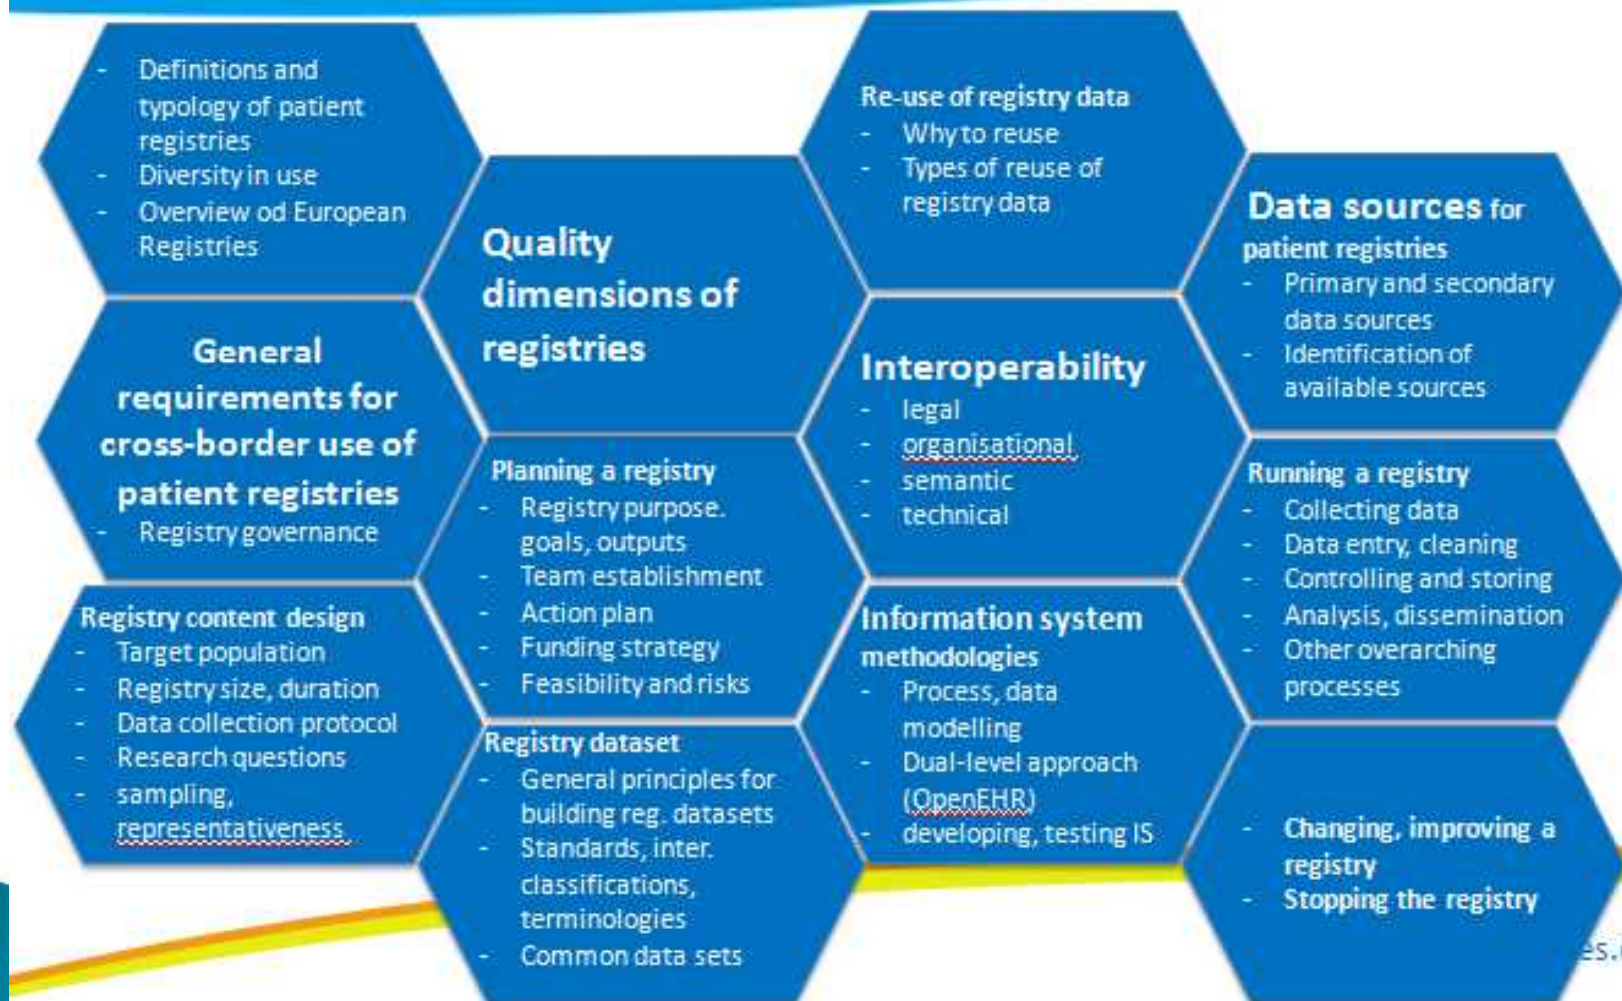 - Definitions and
typology of patient
registries
- Diversity in use
- Overview od European
Registries
General
requirements for
cross-border use of
patient registries
- Registry governance
Registry content design
- Target population
- Registry size, duration
- Data collection protocol
- Research questions
- sampling,
representativeness
Quality
dimensions of
registries
Planning a registry
- Registry purpose.
goals, outputs
- Team establishment
- Action plan
- Funding strategy
- Feasibility and risks
Registry dataset
- General principles for
building reg. datasets
- Standards, inter.
classifications,
terminologies
- Common data sets
Re-use of registry data
- Why to reuse
- Types of reuse of
registry data
Interoperability
- legal
- organisational,
- semantic
- technical
Information system
methodologies
- Process, data
modelling
- Dual-level approach
(OpenEHR)
- developing, testing IS
Data sources for
patient registries
- Primary and secondary
data sources
- Identification of
available sources
Running a registry
- Collecting data
- Data entry, cleaning
- Controlling and storing
- Analysis, dissemination
- Other overarching
processes
- Changing, improving a
registry
- Stopping the registry